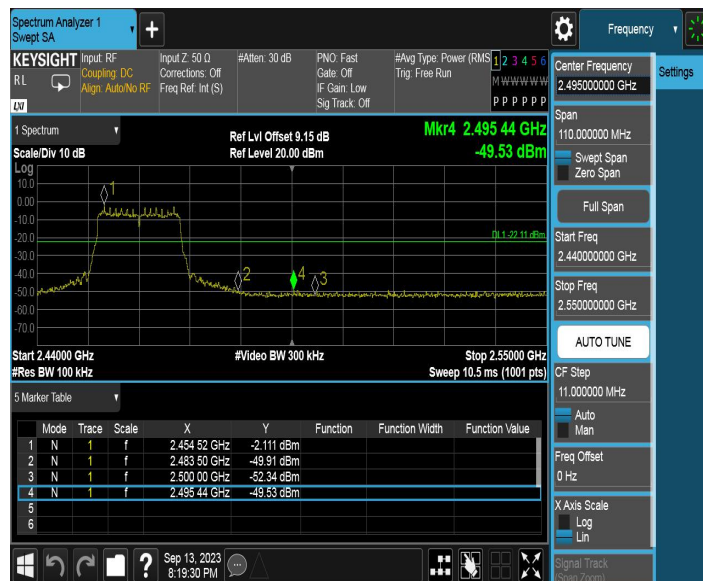 Spectrum Analyzer 1
Swept SA
+
Frequency
KEYSIGHT
RL
LXI
Input: RF
Coupling: DC
Align: Auto/No RF
Input Z: 50 Ω
Corrections: Off
Freq Ref: Int (S)
#Atten: 30 dB
PNO: Fast
Gate: Off
IF Gain: Low
Sig Track: Off
#Avg Type: Power (RMS
Trig: Free Run
1 2 3 4 5 6
M W W W W W
P P P P P P
1 Spectrum
Scale/Div 10 dB
Ref Lvl Offset 9.15 dB
Ref Level 20.00 dBm
Mkr4 2.495 44 GHz
-49.53 dBm
Log
10.0
0.00
-10.0
-20.0
-30.0
-40.0
-50.0
-60.0
-70.0
1
2
4
3
DL1 -22.11 dBm
Start 2.44000 GHz
#Res BW 100 kHz
#Video BW 300 kHz
Stop 2.55000 GHz
Sweep 10.5 ms (1001 pts)
5 Marker Table
Mode Trace Scale X Y Function Function Width Function Value
1 N 1 f 2.454 52 GHz -2.111 dBm
2 N 1 f 2.483 50 GHz -49.91 dBm
3 N 1 f 2.500 00 GHz -52.34 dBm
4 N 1 f 2.495 44 GHz -49.53 dBm
5
6
?
Sep 13, 2023
8:19:30 PM
Center Frequency
2.495000000 GHz
Span
110.000000 MHz
Swept Span
Zero Span
Full Span
Start Freq
2.440000000 GHz
Stop Freq
2.550000000 GHz
AUTO TUNE
CF Step
11.000000 MHz
Auto
Man
Freq Offset
0 Hz
X Axis Scale
Log
Lin
Signal Track
(Span Zoom)
Settings